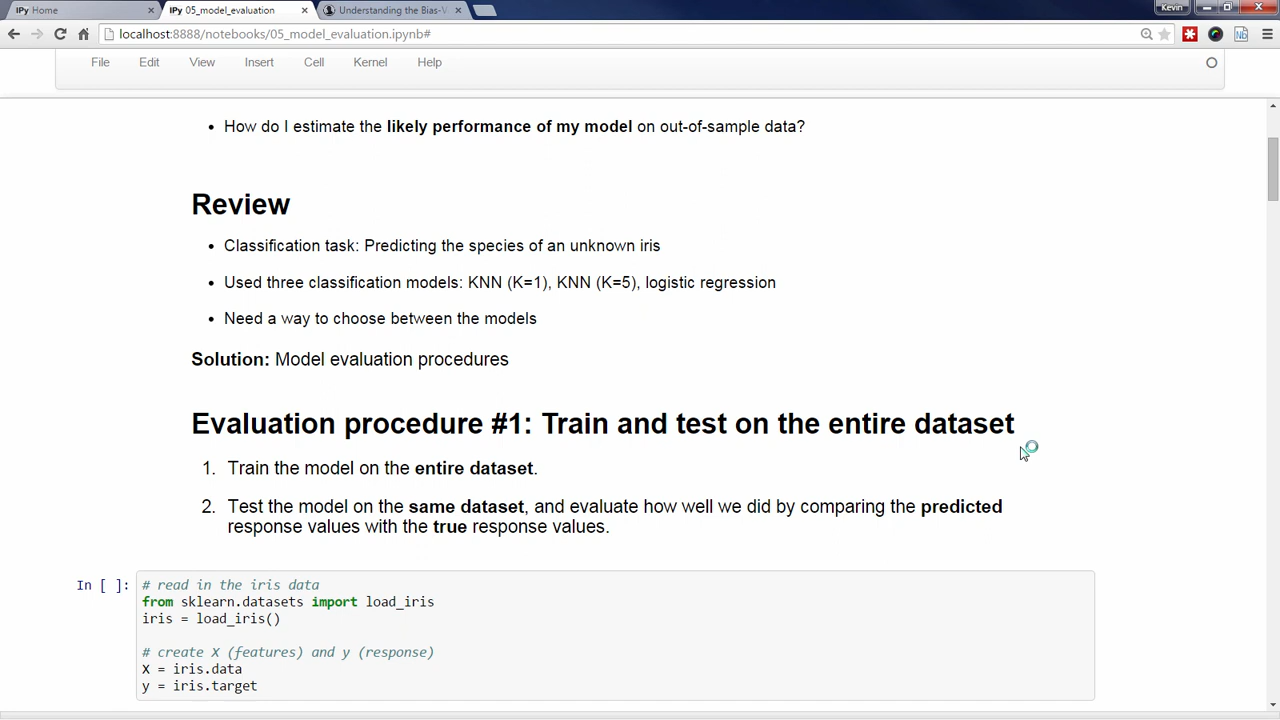 IPy Home
IPy 05_model_evaluation
Understanding the Bias-V
Kevin
localhost:8888/notebooks/05_model_evaluation.ipynb#
File Edit View Insert Cell Kernel Help
• How do I estimate the likely performance of my model on out-of-sample data?
Review
• Classification task: Predicting the species of an unknown iris
• Used three classification models: KNN (K=1), KNN (K=5), logistic regression
• Need a way to choose between the models
Solution: Model evaluation procedures
Evaluation procedure #1: Train and test on the entire dataset
1. Train the model on the entire dataset.
2. Test the model on the same dataset, and evaluate how well we did by comparing the predicted
response values with the true response values.
In [ ]: # read in the iris data
from sklearn.datasets import load_iris
iris = load_iris()
# create X (features) and y (response)
X = iris.data
y = iris.target